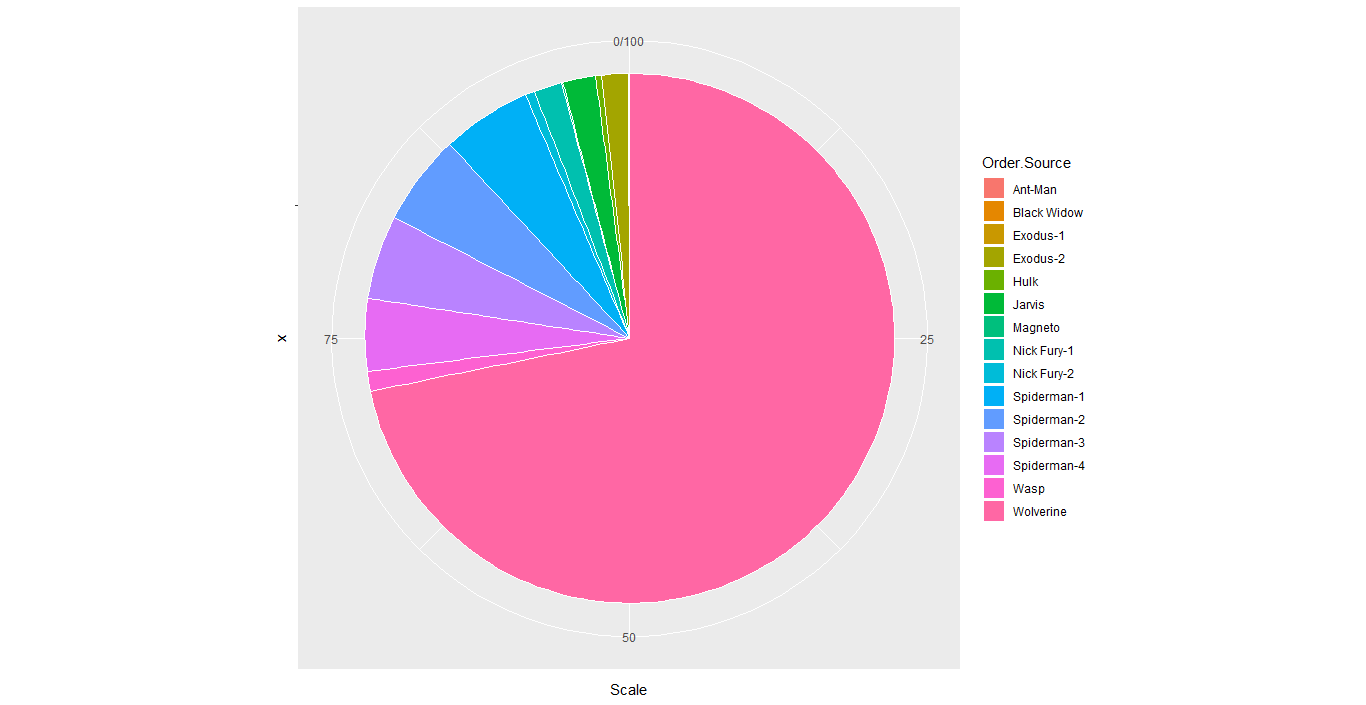 0/100
75
25
50
x
Scale
Order.Source
Ant-Man
Black Widow
Exodus-1
Exodus-2
Hulk
Jarvis
Magneto
Nick Fury-1
Nick Fury-2
Spiderman-1
Spiderman-2
Spiderman-3
Spiderman-4
Wasp
Wolverine